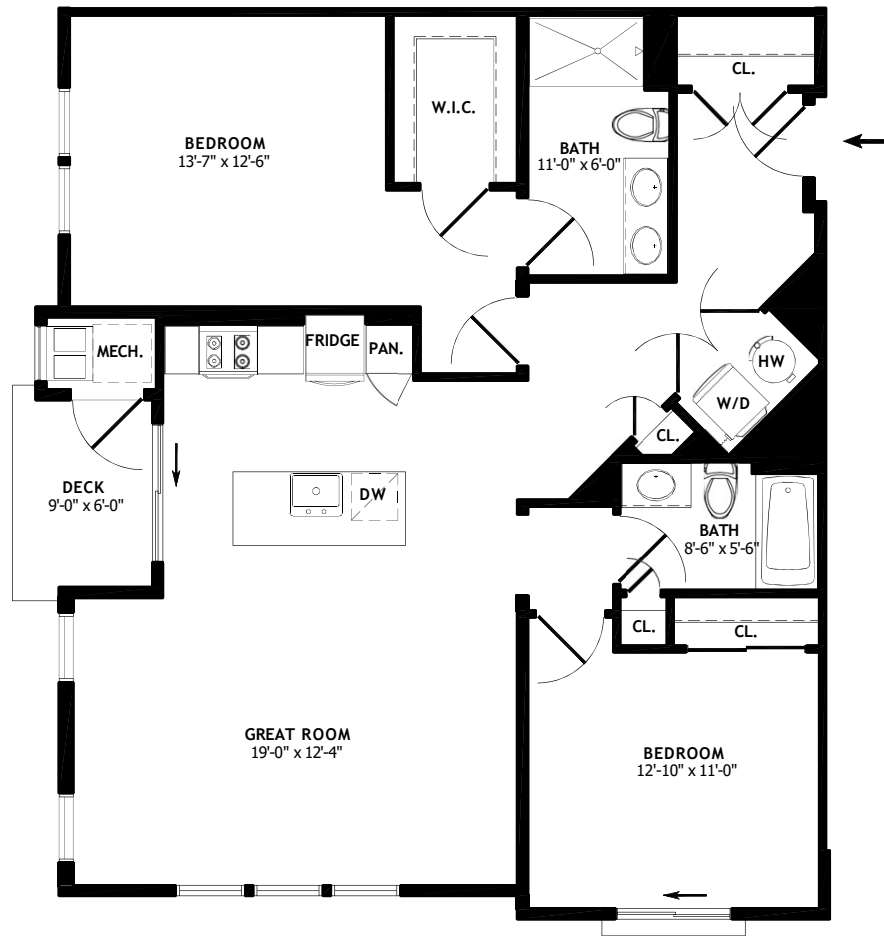 CL.
W.I.C.
BEDROOM
13'-7" x 12'-6"
BATH
11'-0" x 6'-0"
MECH.
FRIDGE
PAN.
HW
W/D
CL.
DECK
9'-0" x 6'-0"
DW
BATH
8'-6" x 5'-6"
CL.
CL.
GREAT ROOM
19'-0" x 12'-4"
BEDROOM
12'-10" x 11'-0"